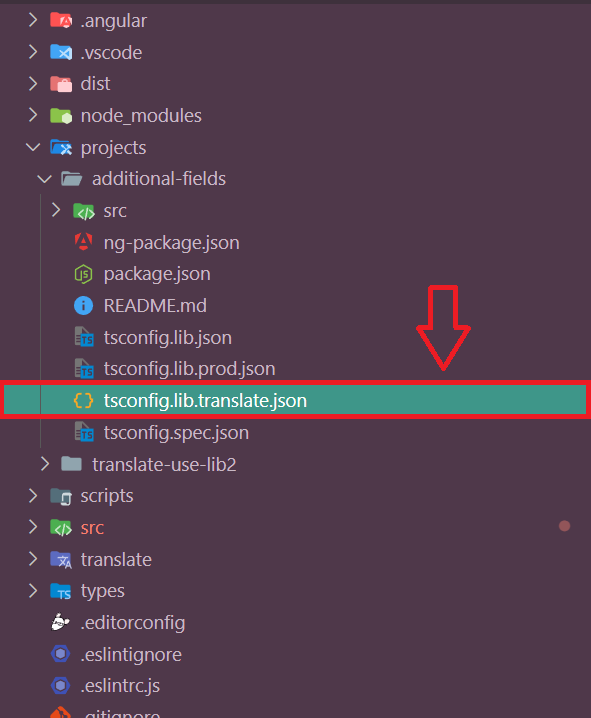 .angular
.vscode
dist
node_modules
projects
additional-fields
src
ng-package.json
package.json
README.md
tsconfig.lib.json
tsconfig.lib.prod.json
tsconfig.lib.translate.json
tsconfig.spec.json
translate-use-lib2
scripts
src
translate
types
.editorconfig
.eslintignore
.eslintrc.js
.gitignore